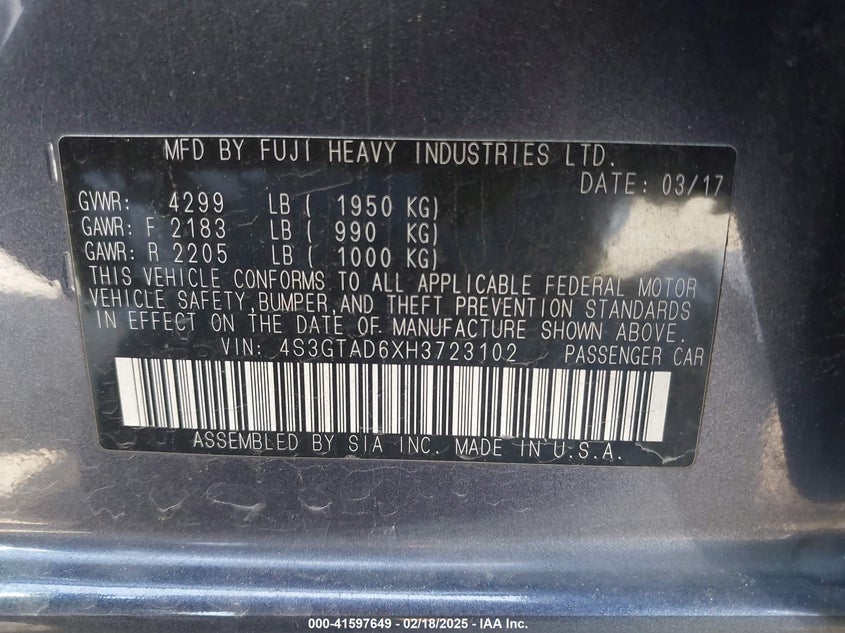 MFD BY FUJI HEAVY INDUSTRIES LTD.
DATE: 03/17
GVWR: 4299 LB ( 1950 KG)
GAWR: F 2183 LB ( 990 KG)
GAWR: R 2205 LB ( 1000 KG)
THIS VEHICLE CONFORMS TO ALL APPLICABLE FEDERAL MOTOR
VEHICLE SAFETY,BUMPER,AND THEFT PREVENTION STANDARDS
IN EFFECT ON THE DATE OF MANUFACTURE SHOWN ABOVE.
VIN: 4S3GTAD6XH3723102 PASSENGER CAR
ASSEMBLED BY SIA INC. MADE IN U.S.A.
000-41597649 – 02/18/2025 – IAA Inc.